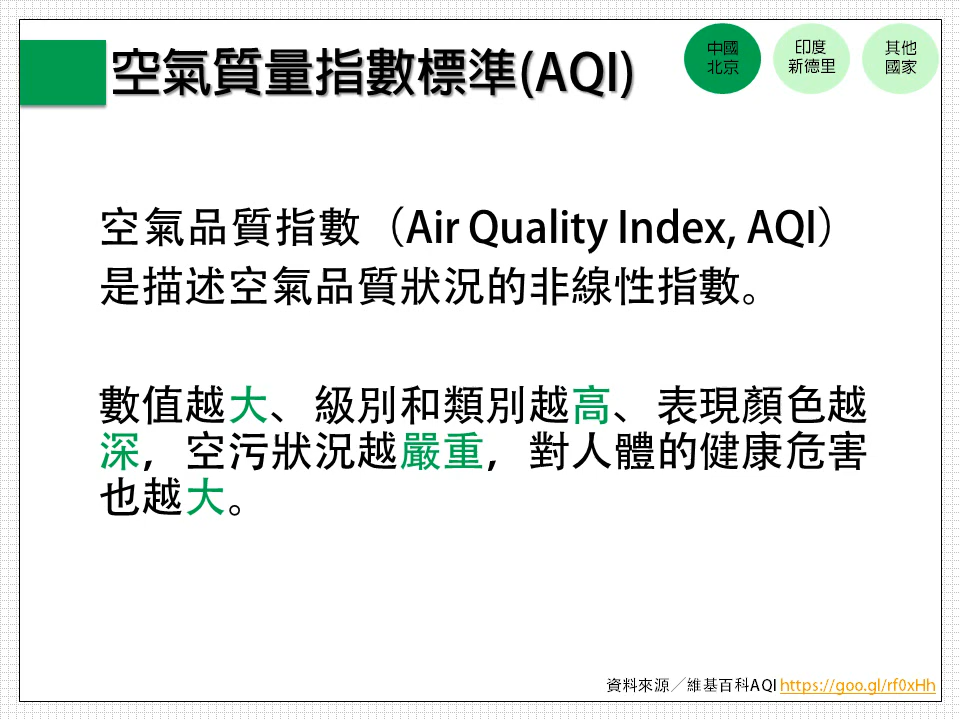 空氣質量指數標準(AQI)
中國
北京
印度
新德里
其他
國家
空氣品質指數（Air Quality Index, AQI）
是描述空氣品質狀況的非線性指數。
數值越大、級別和類別越高、表現顏色越
深，空污狀況越嚴重，對人體的健康危害
也越大。
資料來源／維基百科AQI https://goo.gl/rf0xHh